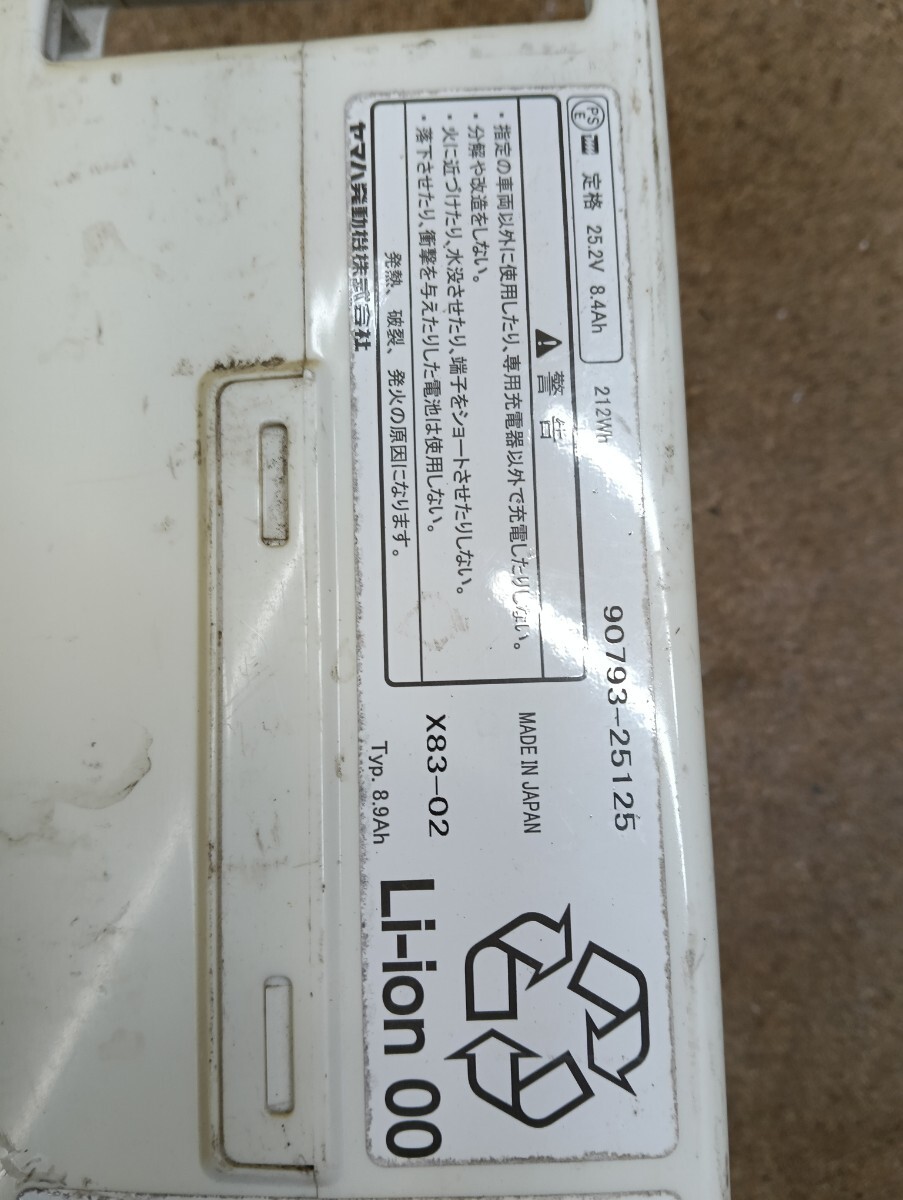 PS
E
定格 25.2V 8.4Ah
212Wh
90793-25125
警告
・指定の車両以外に使用したり、専用充電器以外で充電したりしない。
・分解や改造をしない。
・火に近づけたり、水没させたり、端子をショートさせたりしない。
・落下させたり、衝撃を与えたりした電池は使用しない。
発熱、破裂、発火の原因になります。
ヤマハ発動機株式会社
MADE IN JAPAN
X83-02
Typ. 8.9Ah
Li-ion 00